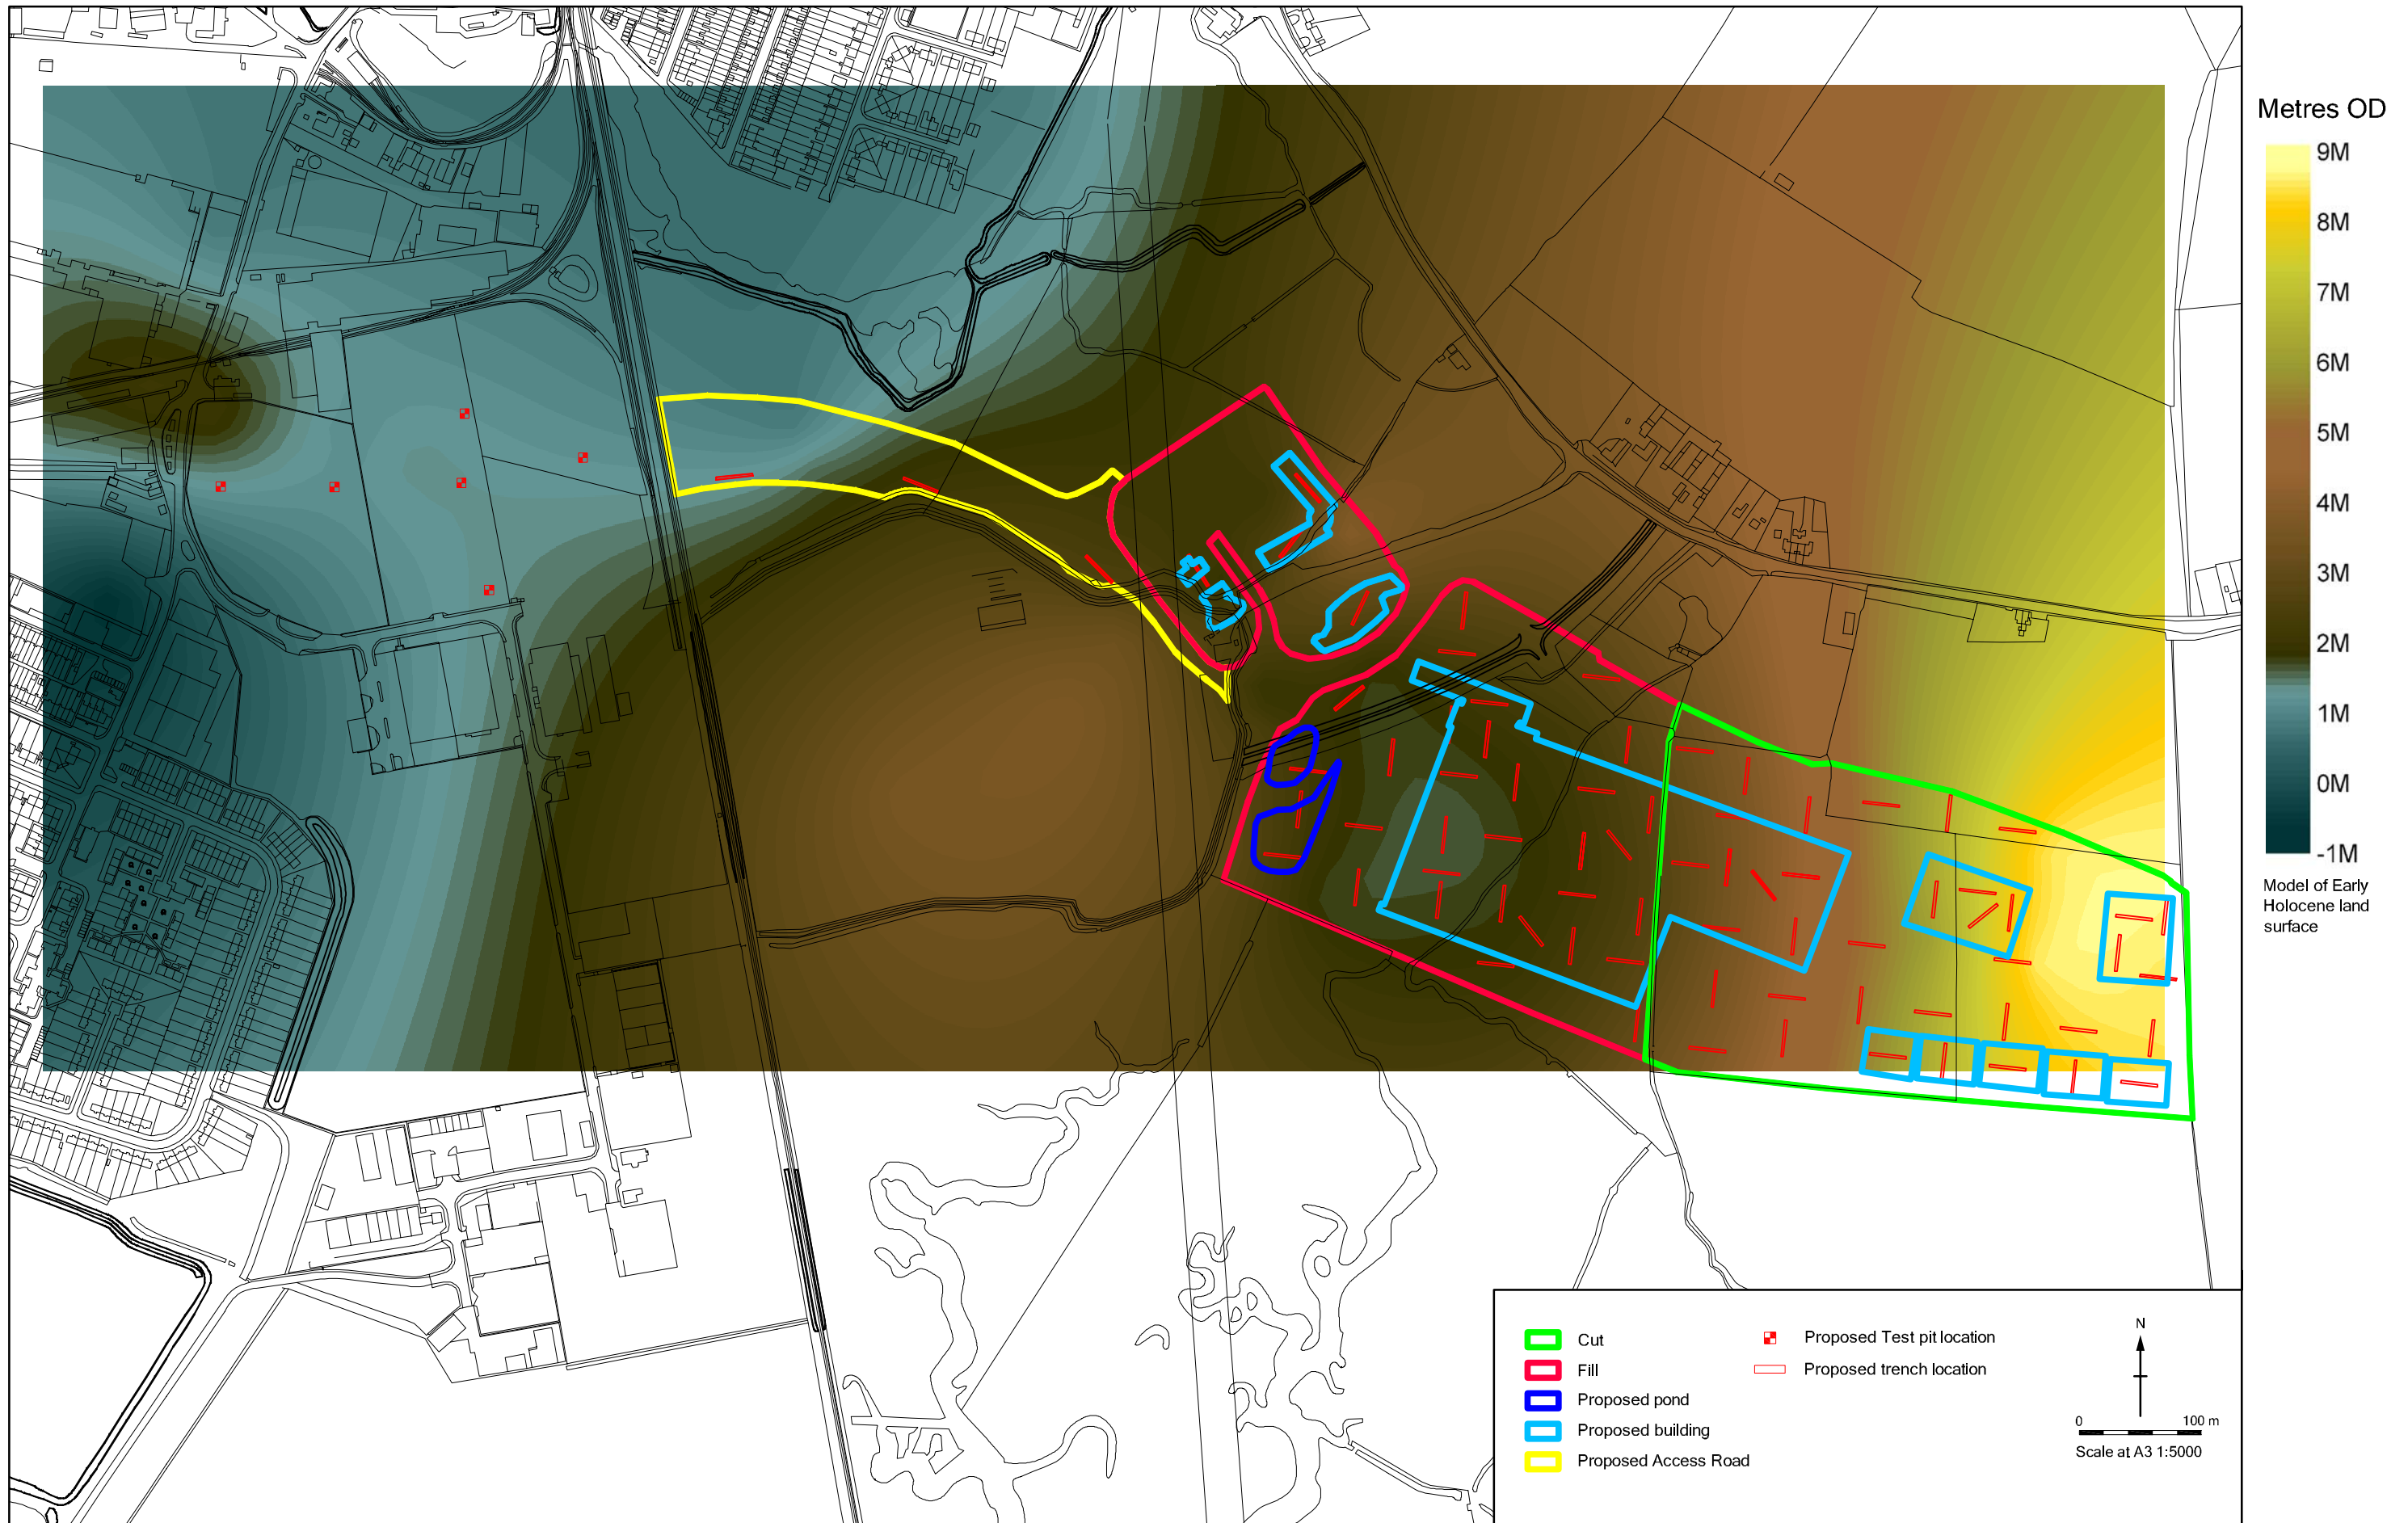 Metres OD
9M
8M
7M
6M
5M
4M
3M
2M
1M
0M
-1M
Model of Early
Holocene land
surface
Cut
Fill
Proposed pond
Proposed building
Proposed Access Road
Proposed Test pit location
Proposed trench location
N
0 100 m
Scale at A3 1:5000